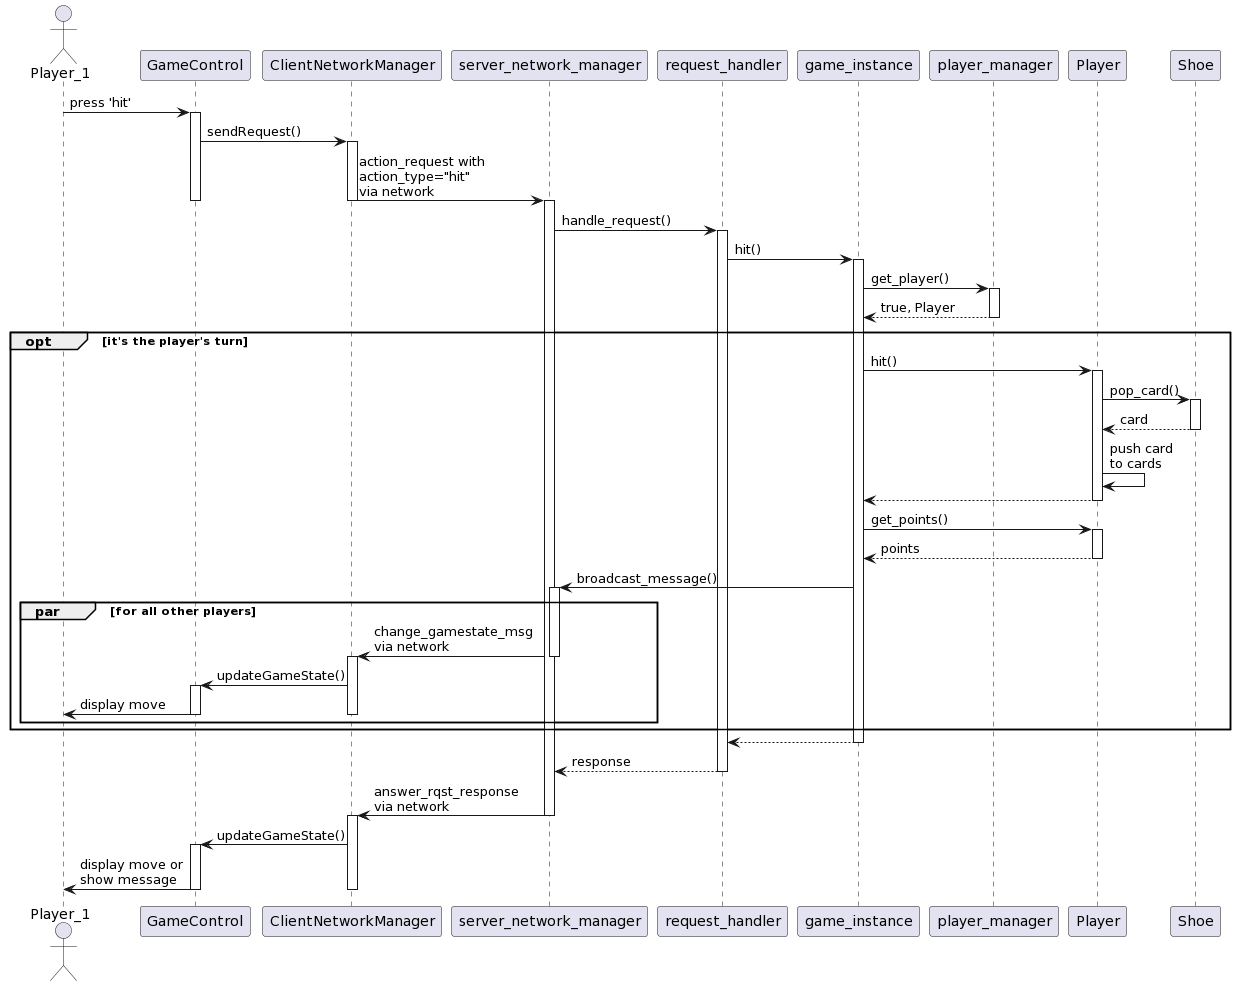 Player_1
GameControl
ClientNetworkManager
server_network_manager
request_handler
game_instance
player_manager
Player
Shoe
press 'hit'
sendRequest()
action_request with
action_type="hit"
via network
handle_request()
hit()
get_player()
true, Player
opt
[it's the player's turn]
hit()
pop_card()
card
push card
to cards
get_points()
points
broadcast_message()
par
[for all other players]
change_gamestate_msg
via network
updateGameState()
display move
response
answer_rqst_response
via network
updateGameState()
display move or
show message
Player_1
GameControl
ClientNetworkManager
server_network_manager
request_handler
game_instance
player_manager
Player
Shoe